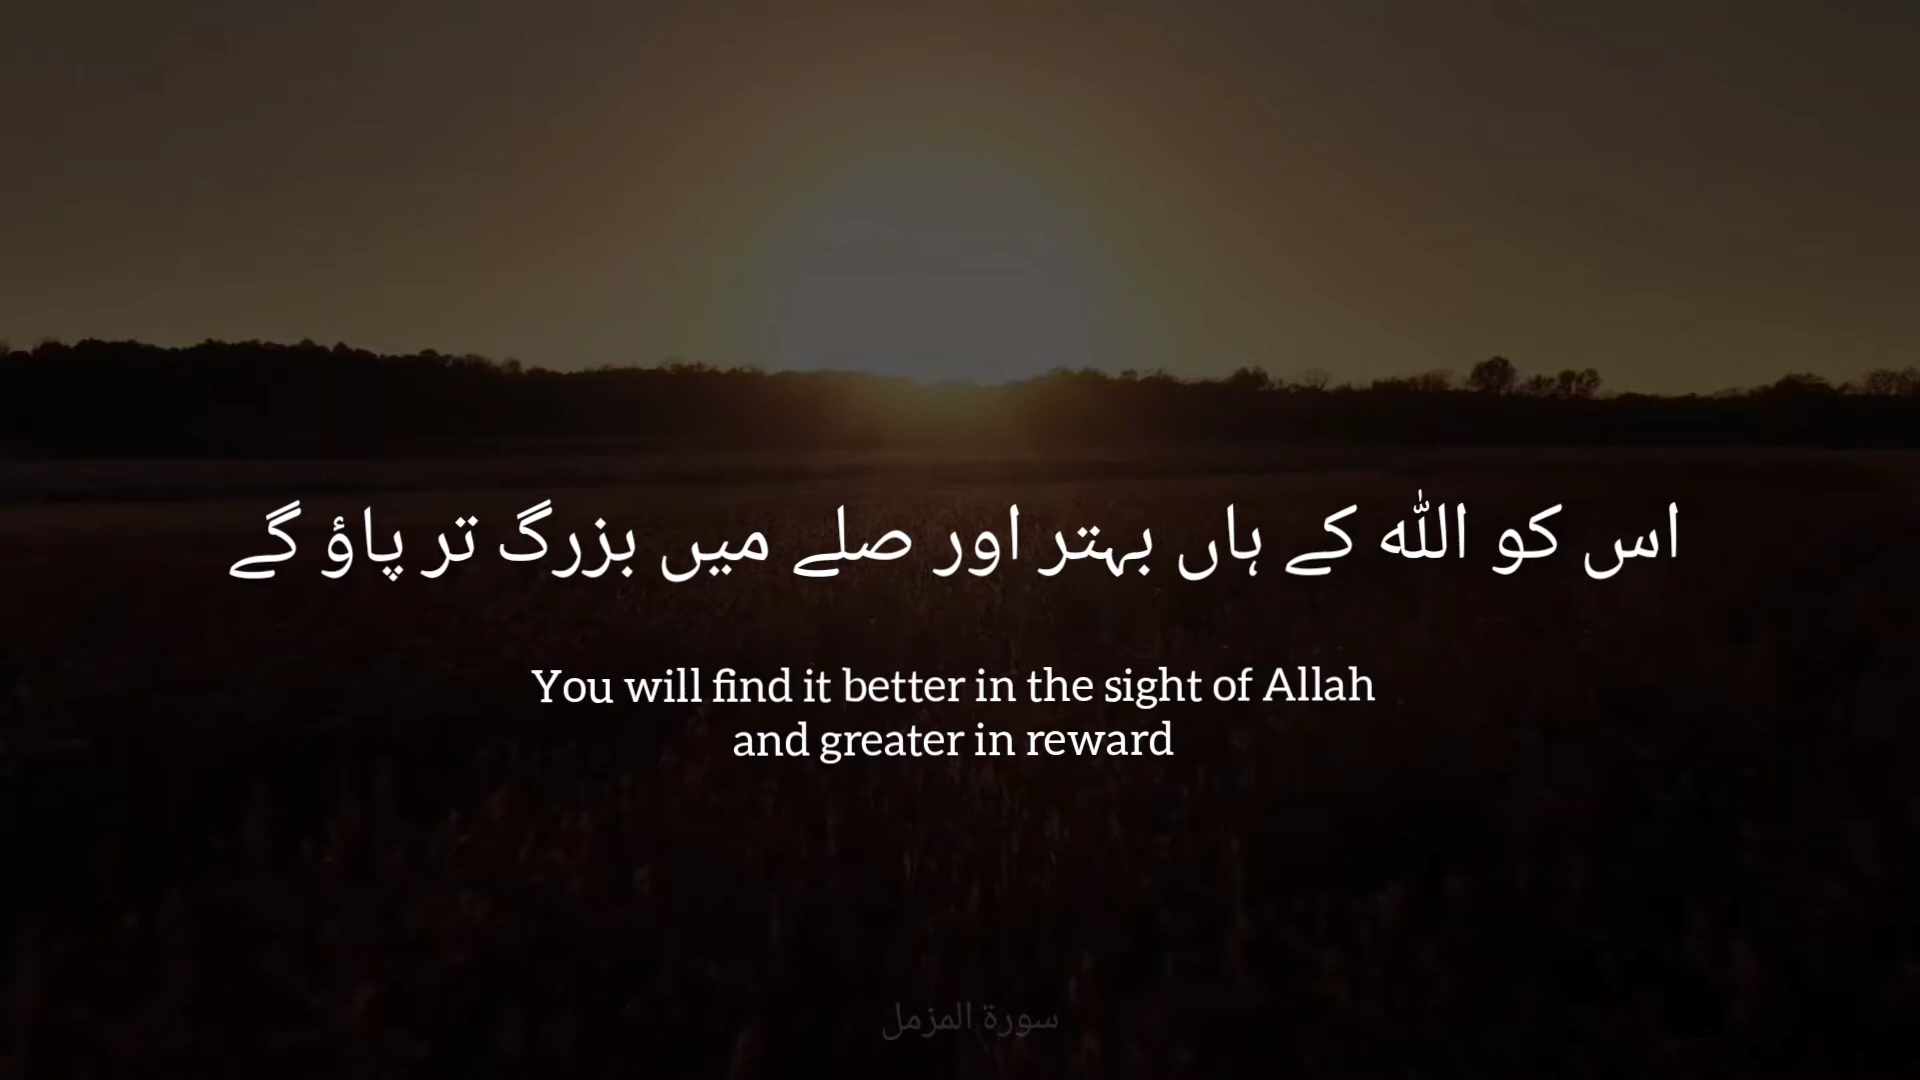 اس کو اللہ کے ہاں بہتر اور صلے میں بزرگ تر پاؤ گے
You will find it better in the sight of Allah
and greater in reward
سورة المزمل